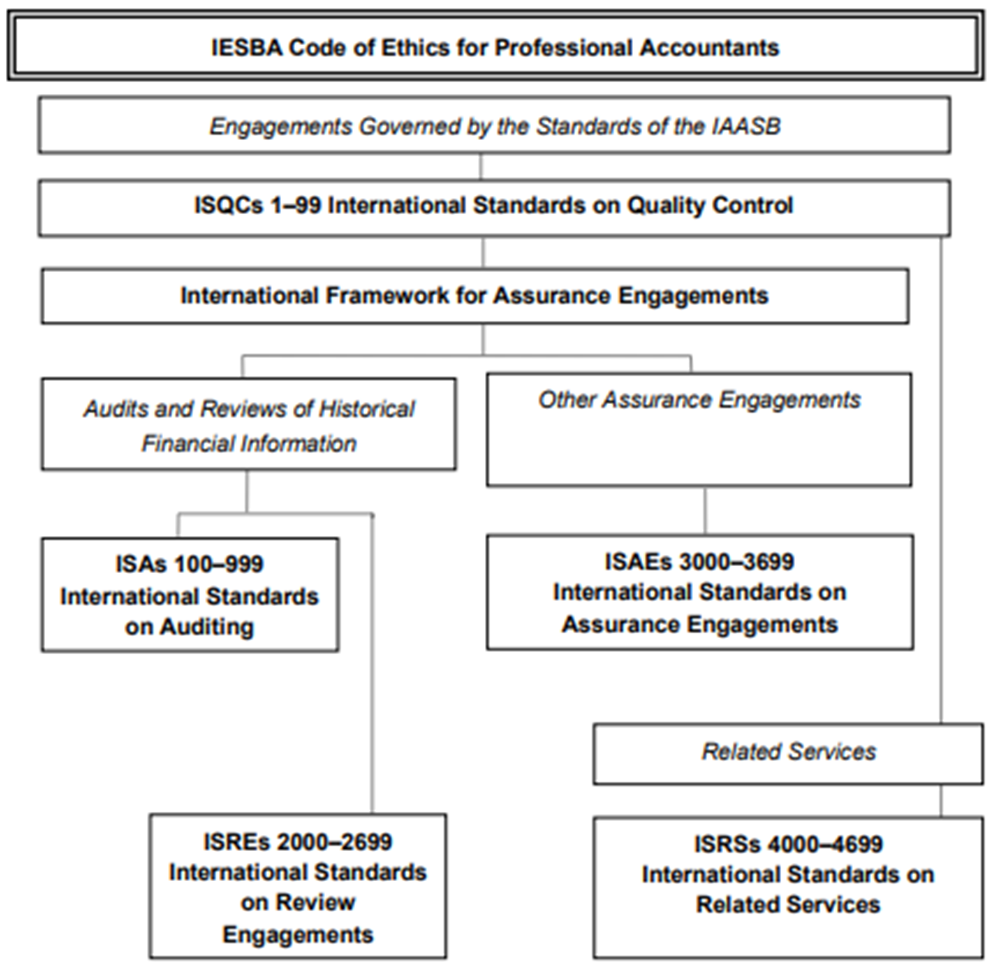 IESBA Code of Ethics for Professional Accountants
Engagements Governed by the Standards of the IAASB
ISQCs 1–99 International Standards on Quality Control
International Framework for Assurance Engagements
Audits and Reviews of Historical
Financial Information
Other Assurance Engagements
ISAs 100–999
International Standards
on Auditing
ISAEs 3000–3699
International Standards on
Assurance Engagements
Related Services
ISREs 2000–2699
International Standards
on Review
Engagements
ISRSs 4000–4699
International Standards on
Related Services